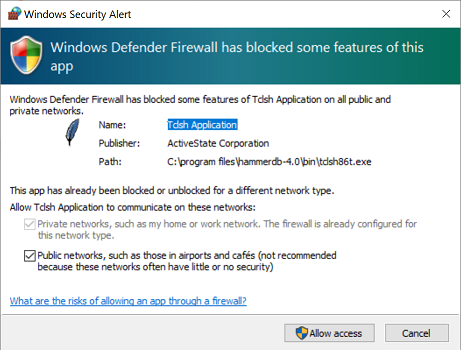 Windows Security Alert
Windows Defender Firewall has blocked some features of this
app
Windows Defender Firewall has blocked some features of Tclsh Application on all public and
private networks.
Name: Tclsh Application
Publisher: ActiveState Corporation
Path: C:\program files\hammerdb-4.0\bin\tclsh86t.exe
This app has already been blocked or unblocked for a different network type.
Allow Tclsh Application to communicate on these networks:
Private networks, such as my home or work network. The firewall is already configured for
this network type.
Public networks, such as those in airports and cafés (not recommended
because these networks often have little or no security)
What are the risks of allowing an app through a firewall?
Allow access Cancel